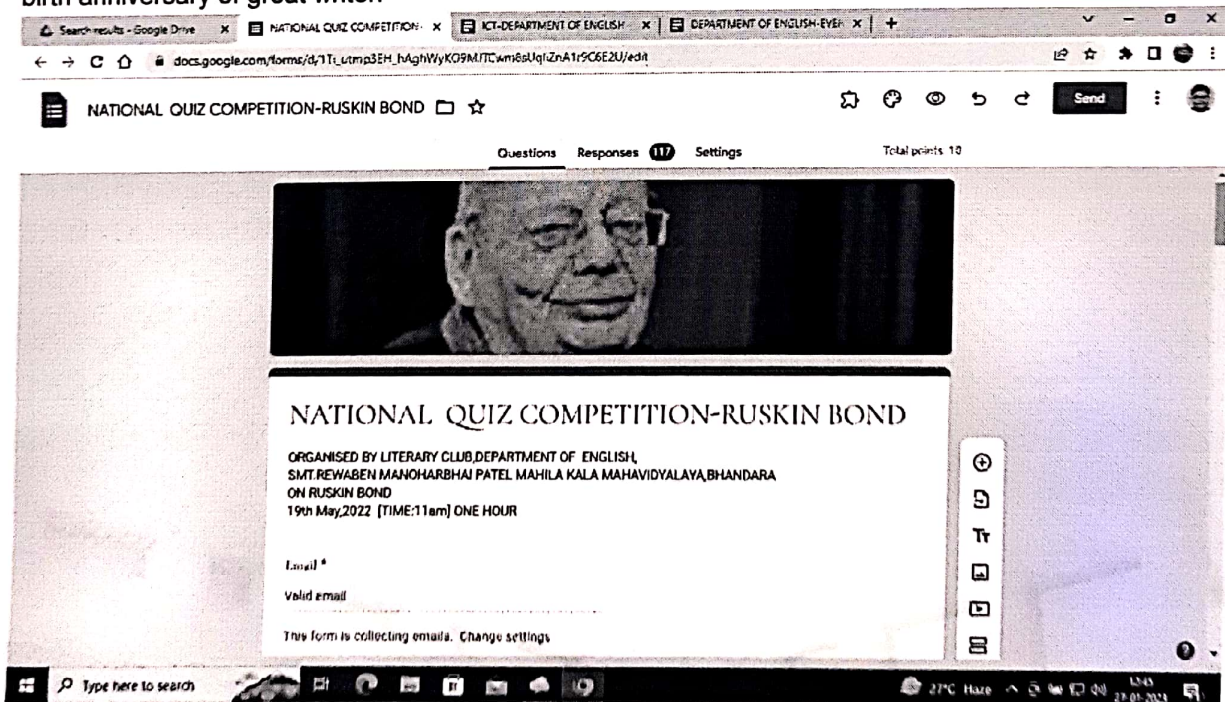 birth anniversary of great writer.
Search results - Google Drive
NATIONAL QUIZ COMPETITION-
ICT-DEPARTMENT OF ENGLISH
DEPARTMENT OF ENGLISH-EVEN
docs.google.com/forms/d/
NATIONAL QUIZ COMPETITION-RUSKIN BOND
Send
Questions Responses 117 Settings
Total points 10
NATIONAL QUIZ COMPETITION-RUSKIN BOND
ORGANISED BY LITERARY CLUB,DEPARTMENT OF ENGLISH,
SMT.REWABEN MANOHARBHAI PATEL MAHILA KALA MAHAVIDYALAYA,BHANDARA
ON RUSKIN BOND
19th May,2022 [TIME:11am] ONE HOUR
Email *
Valid email
This form is collecting emails. Change settings
Type here to search
27°C Haze